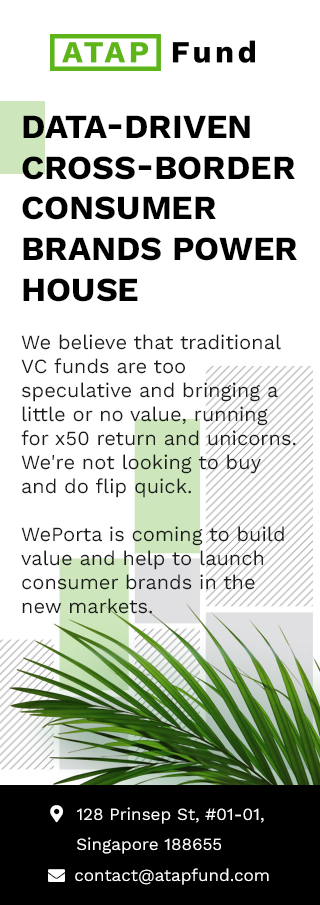 ATAP Fund
DATA-DRIVEN
CROSS-BORDER
CONSUMER
BRANDS POWER
HOUSE
We believe that traditional
VC funds are too
speculative and bringing a
little or no value, running
for x50 return and unicorns.
We're not looking to buy
and do flip quick.
WePorta is coming to build
value and help to launch
consumer brands in the
new markets.
128 Prinsep St, #01-01,
Singapore 188655
contact@atapfund.com